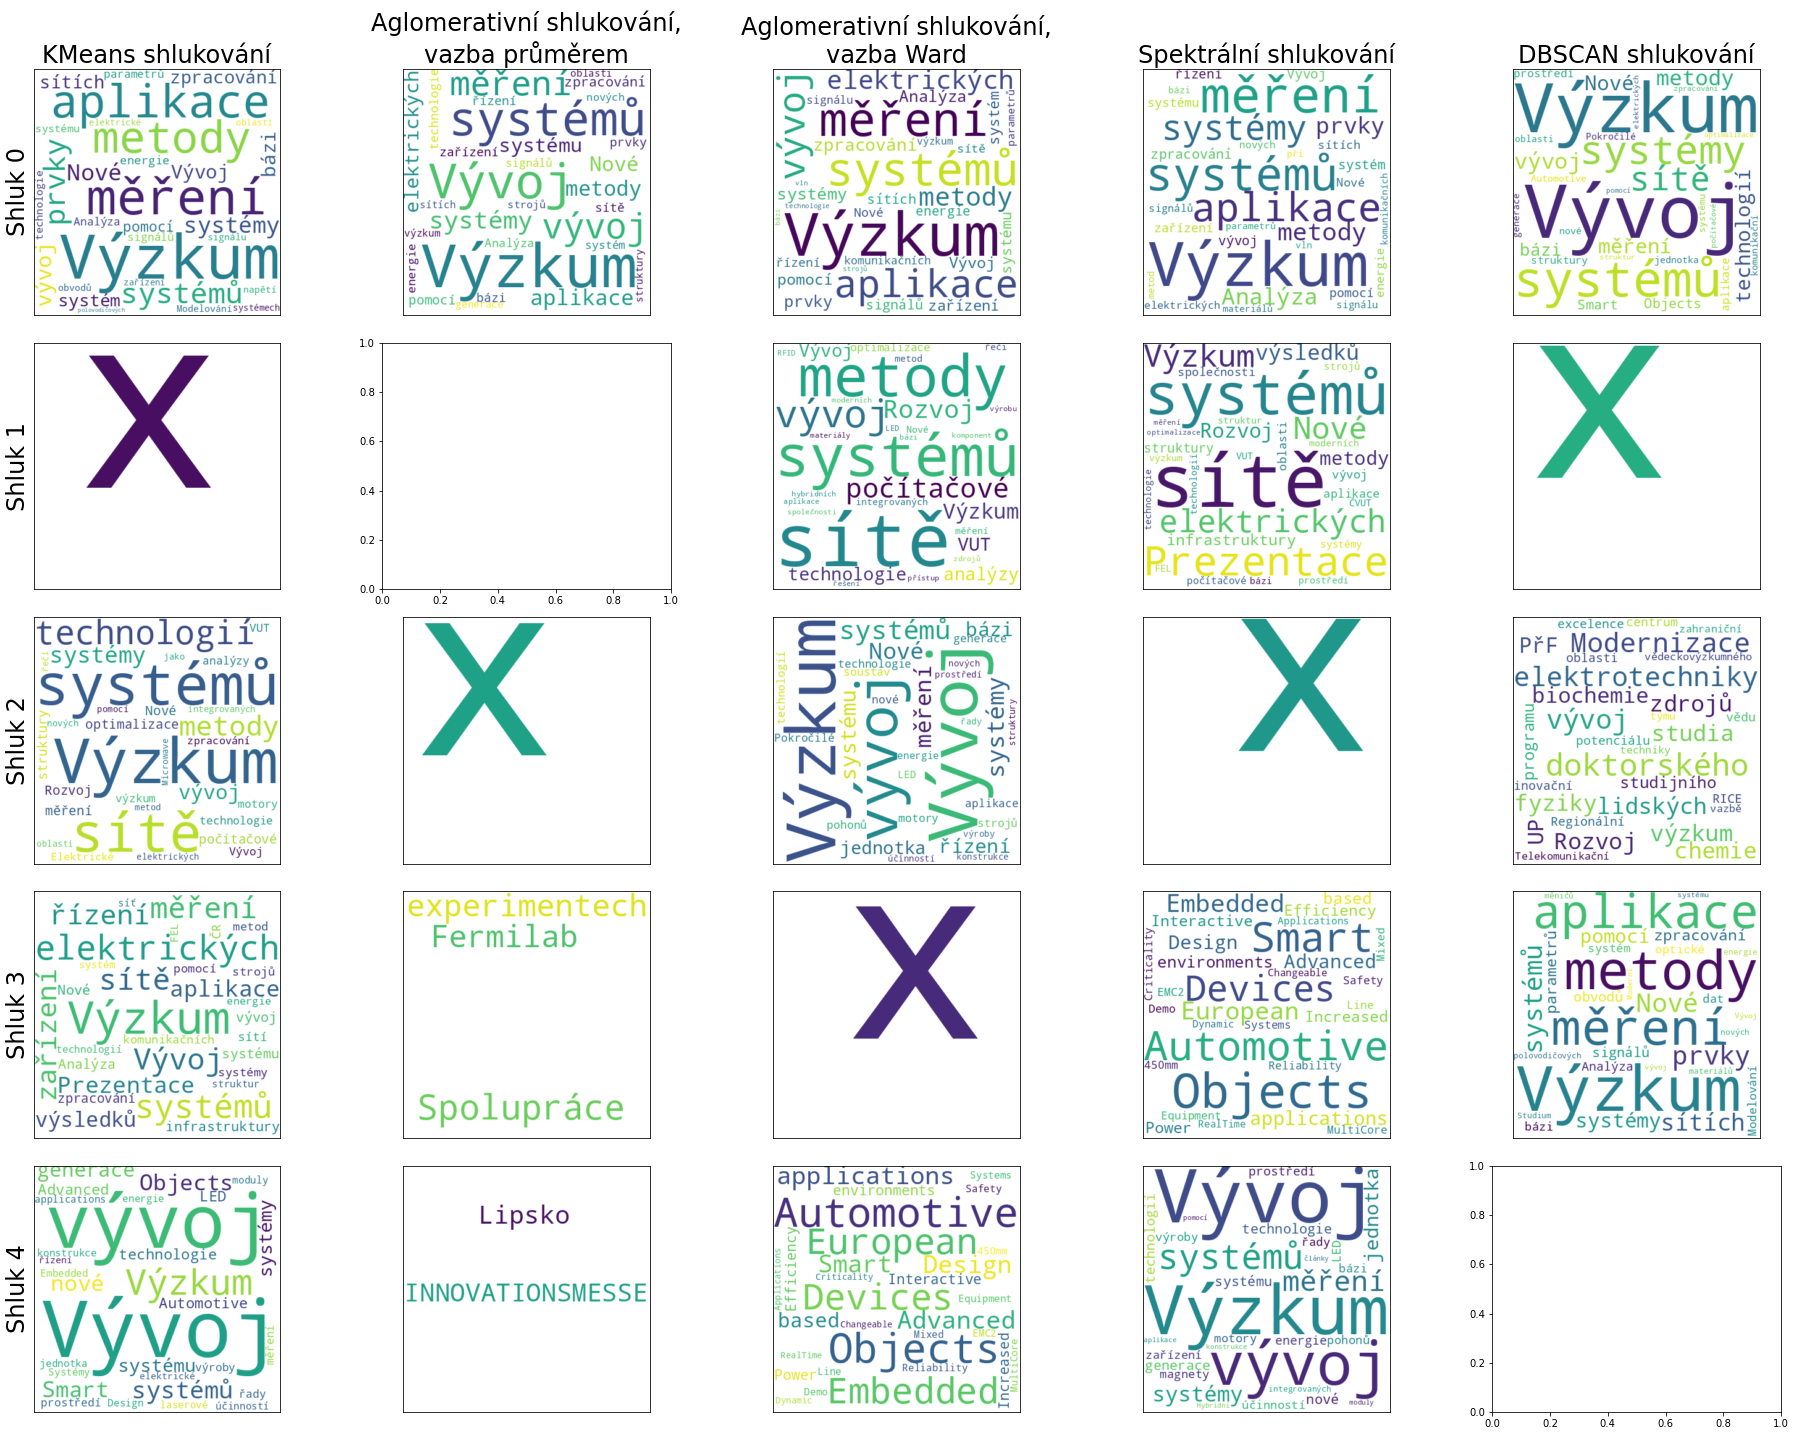 KMeans shlukování
Aglomerativní shlukování,
vazba průměrem
Aglomerativní shlukování,
vazba Ward
Spektrální shlukování
DBSCAN shlukování
Shluk 0
sítích parametrů zpracování
aplikace
systému elektrické oblasti
metody
bázi
prvky
energie
Nové Vývoj
technologie
měření
Analýza pomocí systémy
signálů signálu
Výzkum
vývoj
zařízení
obvodů napětí
systém systémů
polovodičových Modelování systémech
elektrických
technologie
měření
oblasti
zpracování
řízení nových
systémů
prvky
zařízení systému
signálů Nové
Vývoj
metody
sítích strojů sítě
systémy vývoj
výzkum Analýza systém
energie
Výzkum
struktury
pomocí generace bázi aplikace
vývoj
elektrických
signálu Analýza
systém
parametrů
měření
zpracování výzkum sítě
systémů
vln
systémy technologie sítích metody
bázi
Nové energie
Výzkum
systému
řízení komunikačních Vývoj
strojů
pomocí aplikace
prvky signálů zařízení
řízení Vývoj
bázi
systému měření
systémy prvky
nových sítích
zpracování při systém
systémů Nové
komunikačních
signálů aplikace
zařízení parametrů metody
vývoj vln
Výzkum
energie
metod
Analýza pomocí
elektrických materiálů signálu
prostředí Nové metody
elektrických
zpracování
Výzkum
oblasti Pokročilé optimalizace
vývoj systémy
Automotive sítě
pomocí
generace
Vývoj
technologií
systému
počítačové
nové
bázi měření
komunikační
struktury struktur jednotka
systémů
aplikace
Smart Objects
Shluk 1
X
1.0
0.8
0.6
0.4
0.2
0.0
0.0 0.2 0.4 0.6 0.8 1.0
RFID Vývoj optimalizace řeči
metod
metody
moderních
vývoj Rozvoj výrobu
LED Nové
materiály bázi komponent
systémů
počítačové
hybridních
aplikace integrovaných
společnosti Výzkum
sítě
měření
VUT
zdrojů
technologie přístup analýzy
řešení
Výzkum výsledků
společnosti strojů
systémů
měření struktur
optimalizace Rozvoj oblasti Nové
struktury moderních
výzkum VUT metody
technologie
technologií
sítě
vývoj
aplikace
ČVUT
elektrických
infrastruktury systémy
Prezentace
FEL
počítačové bázi prostředí
X
Shluk 2
technologií VUT
systémy jako analýzy
řeči
systémů
pomocí Nové integrovaných
struktury
nových optimalizace metody
zpracování
Výzkum
Microwave
Rozvoj vývoj
výzkum motory
měření metod
sítě
technologie
počítačové
oblasti
Elektrické elektrických Vývoj
X
technologií
Výzkum
systémů bázi
generace
Nové
technologie nových
soustav prostředí
měření
Vývoj
nové
systému
vývoj
řady
systémy
struktury
Pokročilé
energie
LED
aplikace
pohonů motory strojů
výroby
jednotka řízení
účinností konstrukce
X
excelence centrum zahraniční
PřF Modernizace
oblasti vědeckovýzkumného
elektrotechniky
biochemie zdrojů
programu
vývoj týmu vědu
potenciálu studia
techniky
doktorského
inovační studijního
fyziky lidských RICE
vazbě
UP
Regionální
Rozvoj výzkum
Telekomunikační chemie
Shluk 3
síť
řízení měření
FEL
ČR
metod
elektrických
systém
sítě pomocí strojů
zařízení
Nové aplikace
energie
Výzkum vývoj
komunikačních sítí
technologií
Analýza Vývoj systému
systémy
Prezentace struktur
zpracování
systémů
výsledků infrastruktury
experimentech
Fermilab
Spolupráce
X
Embedded based
Efficiency
Interactive Applications
Criticality
Design Smart
Mixed
environments Advanced
Changeable
EMC2 Devices Safety
Demo Line
European Increased
Dynamic Systems
Automotive
450mm Reliability
Objects
Equipment
Power RealTime applications
MultiCore
měničů systému
aplikace
systémů
parametrů
pomocí zpracování
systém optické energie
metody
obvodů Nové dat
Moderní
měření Vývoj
nových
polovodičových signálů prvky
Analýza vývoj materiálů
Výzkum
Modelování
Studium
bázi systémy sítích
Shluk 4
generace
Objects moduly
Advanced LED
applications energie
vývoj
systémy
konstrukce technologie
řízení
Embedded
nové Výzkum
Automotive
Vývoj
měření
jednotka
Systémy systému výroby
elektrické
Smart systémů řady
prostředí Design laserové účinností
Lipsko
INNOVATIONSMESSE
applications Systems
environments Safety
Automotive
European
Applications
Efficiency
450mm
Smart Design
Criticality Interactive
Devices Equipment
based Changeable Advanced
Mixed EMC2
Objects
RealTime Reliability
Increased
MultiCore
Power Line
Demo Embedded
Dynamic
technologií
prostředí
Vývoj
jednotka
pomocí
technologie
výroby řady
LED
systémů články
bázi
systému měření
Výzkum
aplikace motory energie pohonů
konstrukce
zařízení
generace vývoj
magnety
integrovaných
systémy nové
hybridní účinností moduly
1.0
0.8
0.6
0.4
0.2
0.0
0.0 0.2 0.4 0.6 0.8 1.0